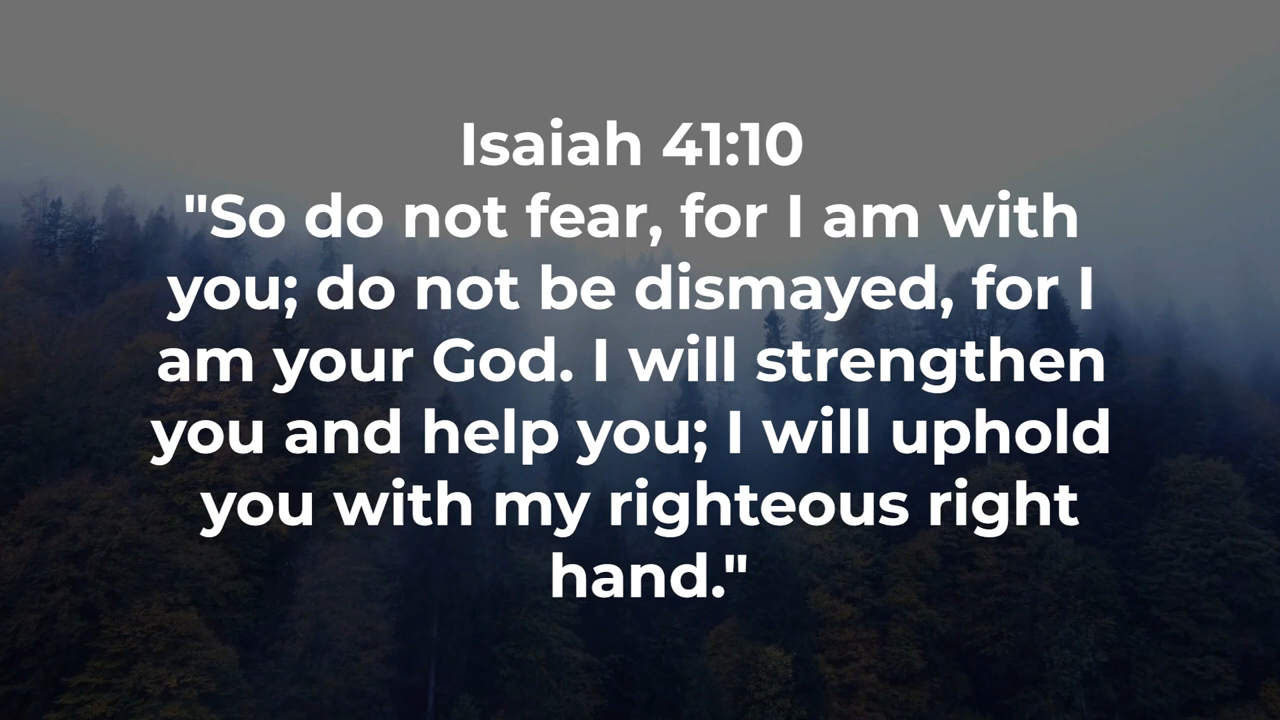 Isaiah 41:10
"So do not fear, for I am with
you; do not be dismayed, for I
am your God. I will strengthen
you and help you; I will uphold
you with my righteous right
hand."